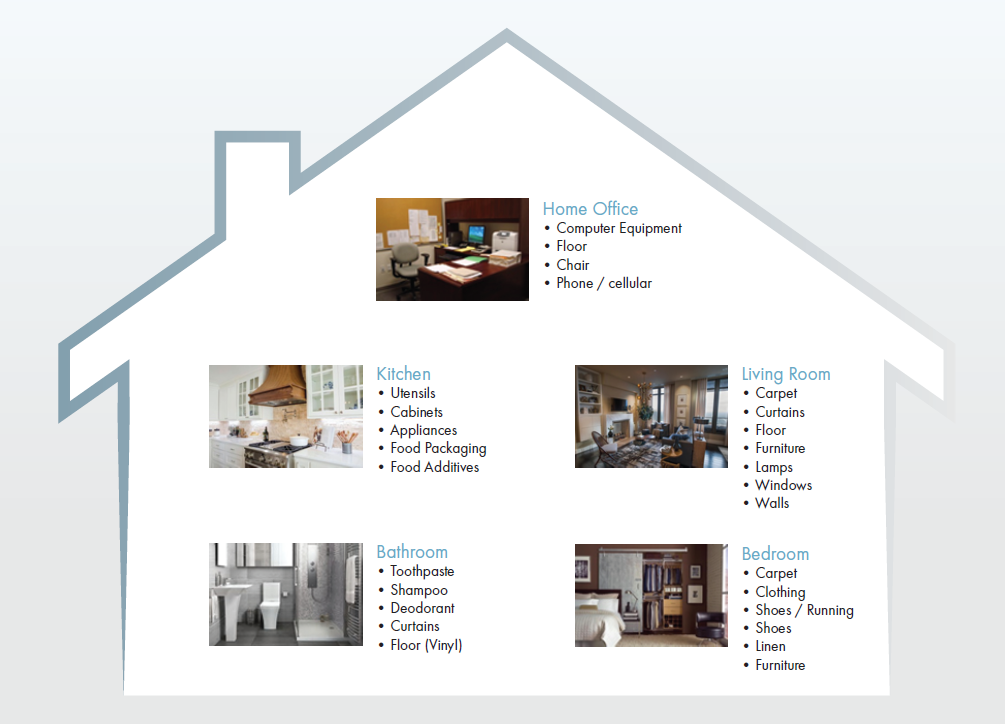 Home Office
• Computer Equipment
• Floor
• Chair
• Phone / cellular
Kitchen
• Utensils
• Cabinets
• Appliances
• Food Packaging
• Food Additives
Living Room
• Carpet
• Curtains
• Floor
• Furniture
• Lamps
• Windows
• Walls
Bathroom
• Toothpaste
• Shampoo
• Deodorant
• Curtains
• Floor (Vinyl)
Bedroom
• Carpet
• Clothing
• Shoes / Running
• Shoes
• Linen
• Furniture